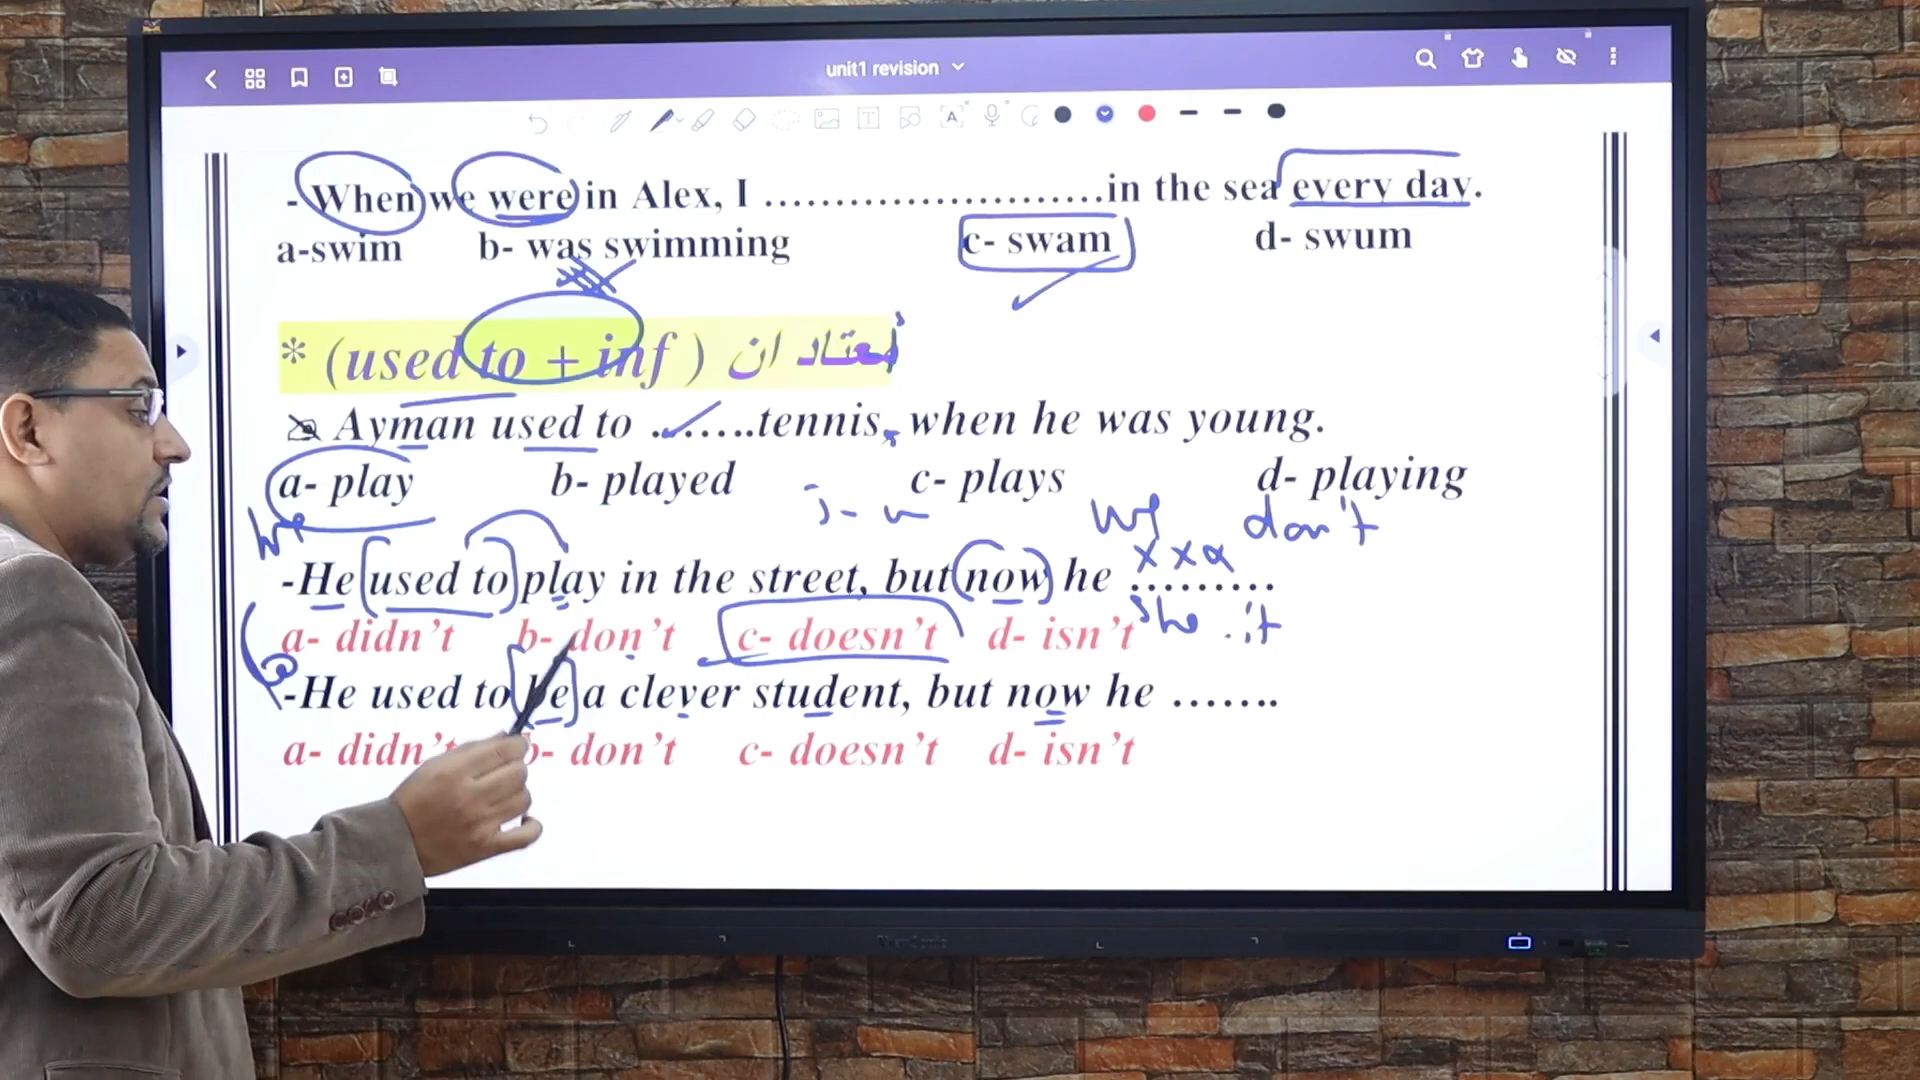 unit1 revision
- When we were in Alex, I ........................in the sea every day.
a-swim b- was swimming c- swam d- swum
* (used to + inf ) أعتاد ان
Ayman used to ........tennis, when he was young.
a- play b- played c- plays d- playing
we don't
-He used to play in the street, but now he .........
she . it
a- didn't b- don't c- doesn't d- isn't
-He used to be a clever student, but now he .......
a- didn't b- don't c- doesn't d- isn't